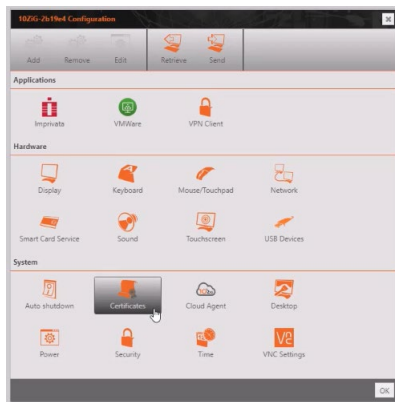 10ZiG-2b19e4 Configuration
Add Remove Edit Retrieve Send
Applications
Imprivata VMWare VPN Client
Hardware
Display Keyboard Mouse/Touchpad Network
Smart Card Service Sound Touchscreen USB Devices
System
Auto shutdown Certificates Cloud Agent Desktop
Power Security Time VNC Settings
OK